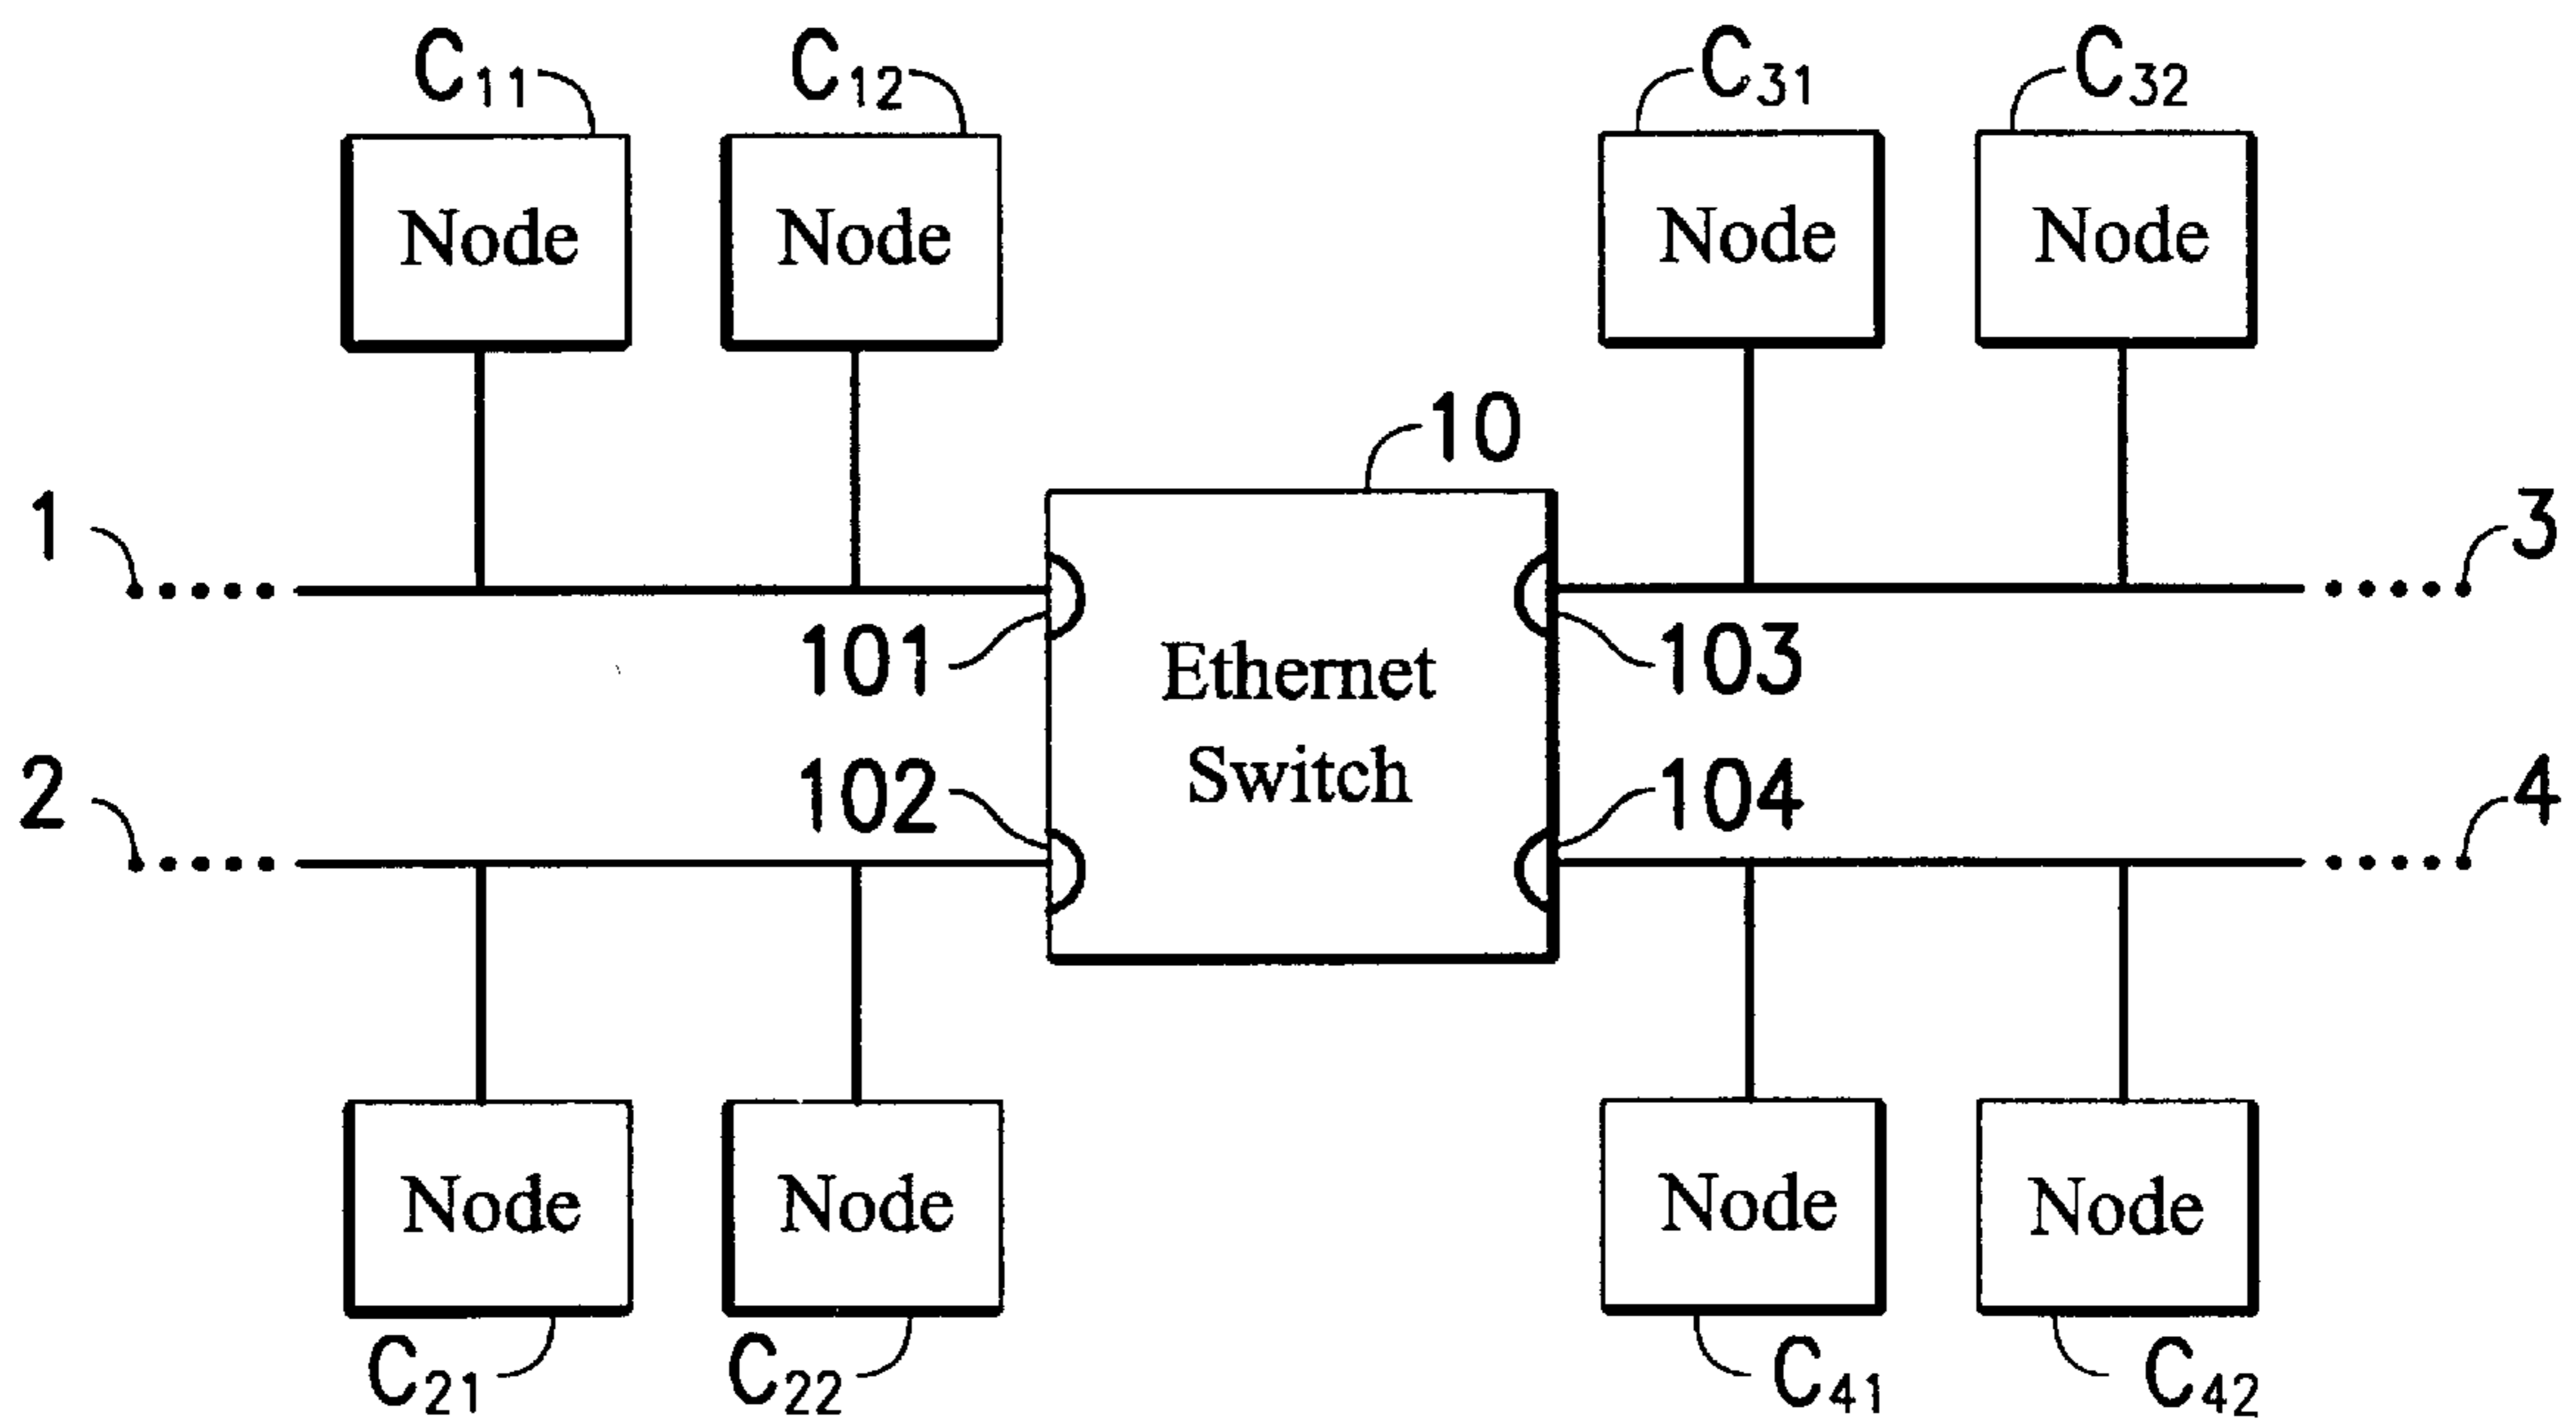 C11 C12 C31 C32
Node Node Node Node
10
1 3
101 103
Ethernet
Switch
2 102 104 4
Node Node Node Node
C21 C22 C41 C42